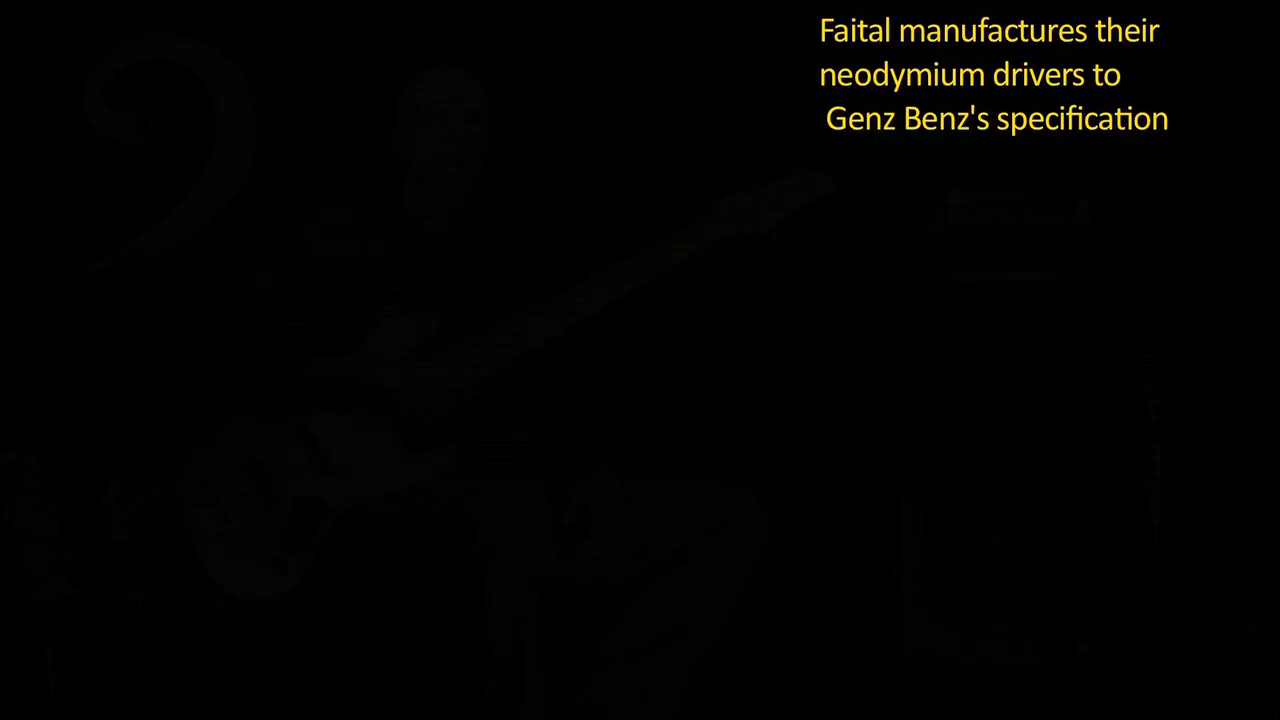 Faital manufactures their
neodymium drivers to
Genz Benz's specification